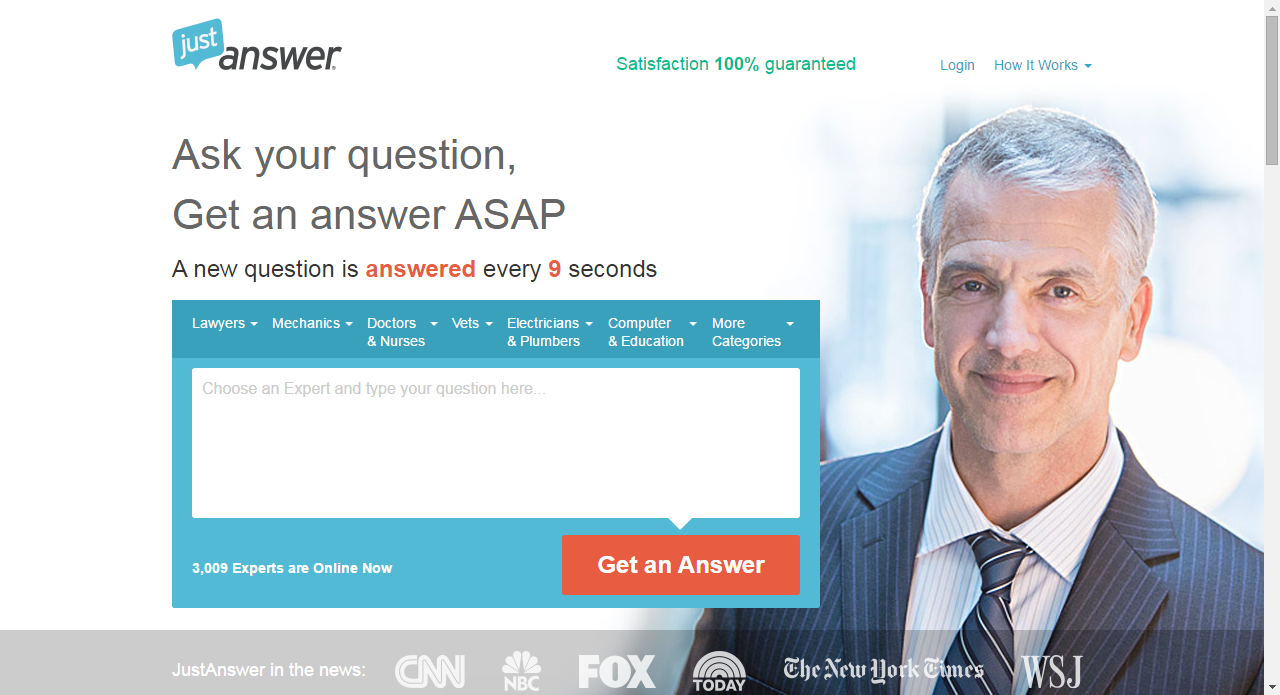 just
answer
Satisfaction 100% guaranteed
Login
How It Works
Ask your question,
Get an answer ASAP
A new question is answered every 9 seconds
Lawyers
Mechanics
Doctors
& Nurses
Vets
Electricians
& Plumbers
Computer
& Education
More
Categories
Choose an Expert and type your question here...
3,009 Experts are Online Now
Get an Answer
JustAnswer in the news:
CNN
NBC
FOX
TODAY
The New York Times
WSJ